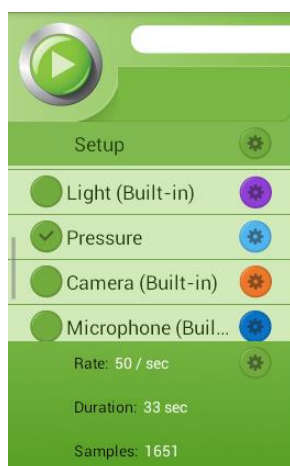 Setup
Light (Built-in)
Pressure
Camera (Built-in)
Microphone (Buil...
Rate: 50 / sec
Duration: 33 sec
Samples: 1651